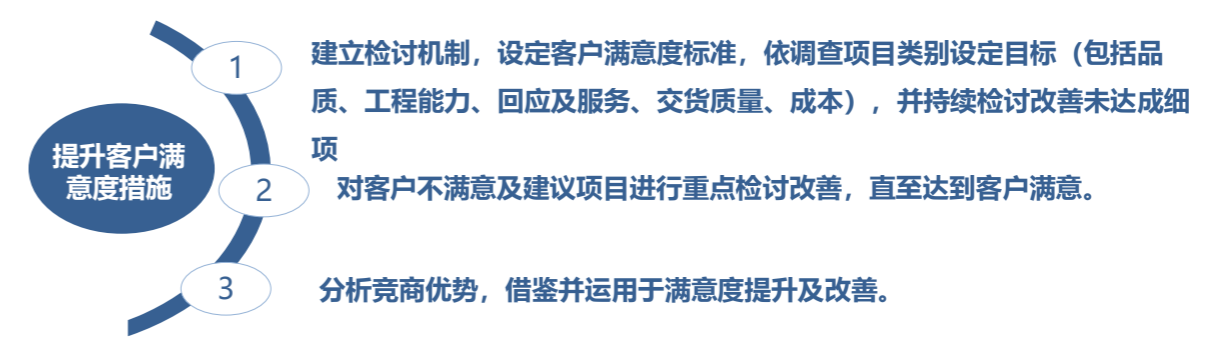 提升客户满
意度措施
1
建立检讨机制，设定客户满意度标准，依调查项目类别设定目标（包括品
质、工程能力、回应及服务、交货质量、成本），并持续检讨改善未达成细
项
2
对客户不满意及建议项目进行重点检讨改善，直至达到客户满意。
3
分析竞商优势，借鉴并运用于满意度提升及改善。